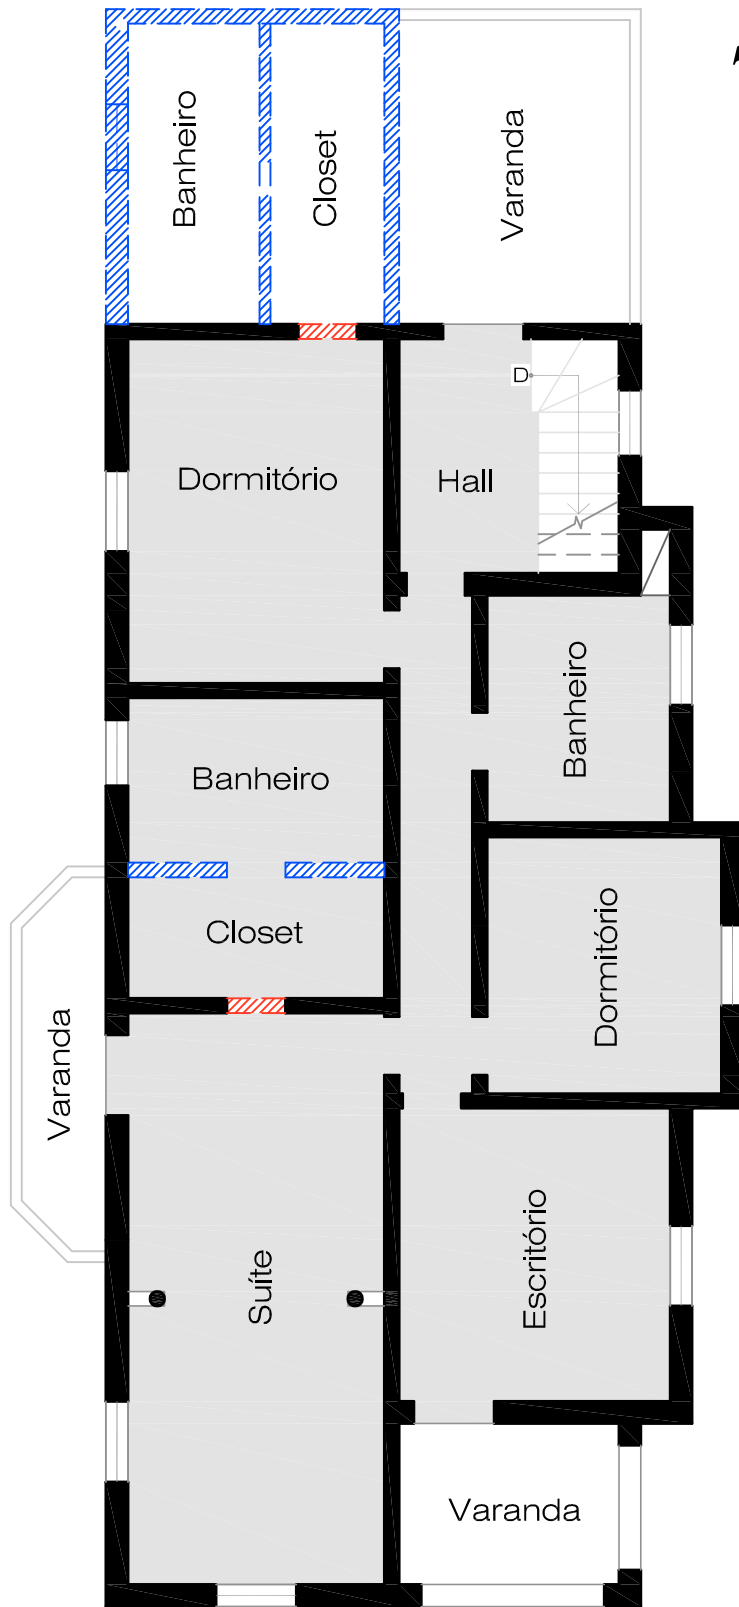 Banheiro
Closet
Varanda
D
Dormitório
Hall
Banheiro
Banheiro
Closet
Dormitório
Varanda
Suíte
Escritório
Varanda